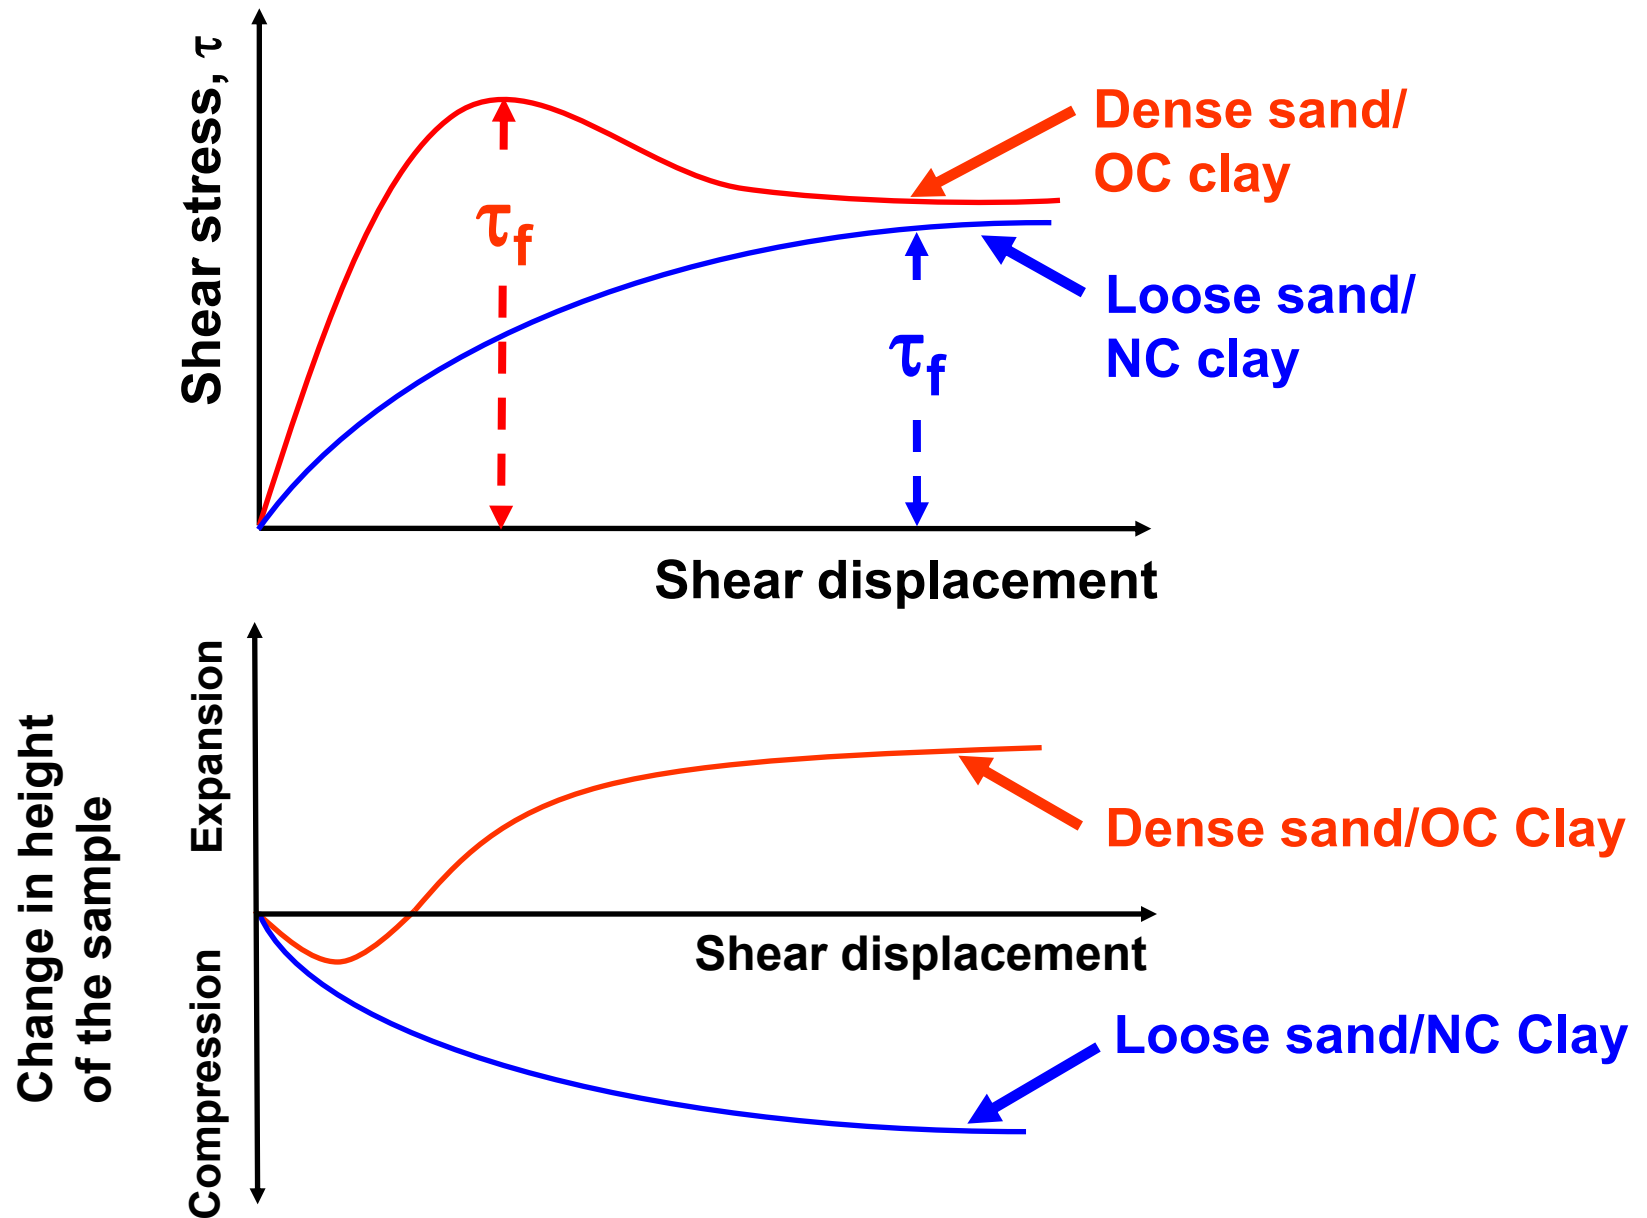 Shear stress, τ
Dense sand/
OC clay
τf
Loose sand/
NC clay
τf
Shear displacement
Change in height
of the sample
Expansion
Compression
Dense sand/OC Clay
Shear displacement
Loose sand/NC Clay